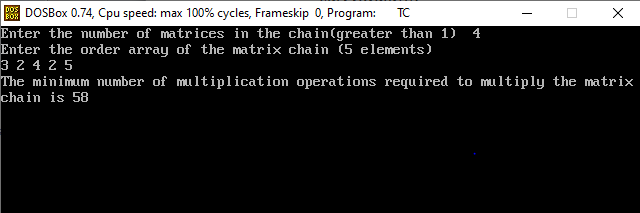 DOSBox 0.74, Cpu speed: max 100% cycles, Frameskip 0, Program: TC
Enter the number of matrices in the chain(greater than 1)  4
Enter the order array of the matrix chain (5 elements)
3 2 4 2 5
The minimum number of multiplication operations required to multiply the matrix
chain is 58